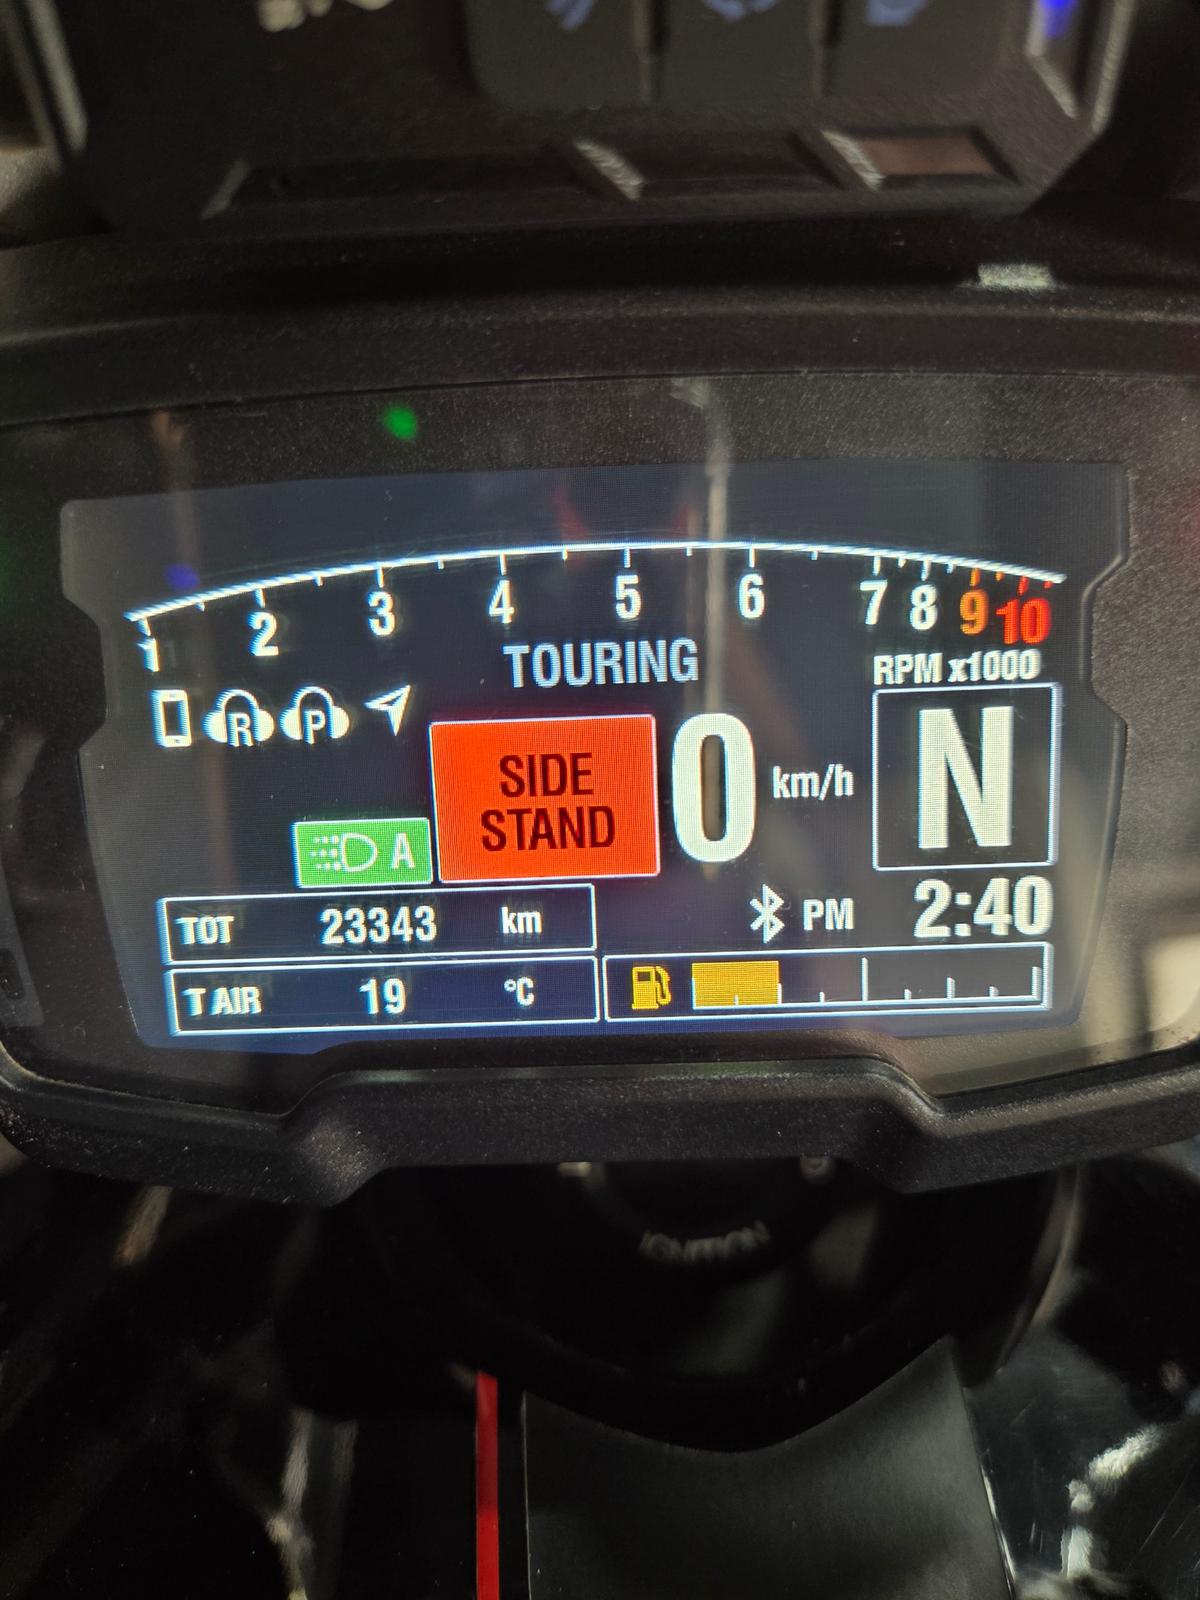 1 2 3 4 5 6 7 8 9 10
TOURING
RPM x1000
R P
SIDE
STAND
0 km/h
N
A
TOT 23343 km
PM 2:40
T AIR 19 °C
IGNITION